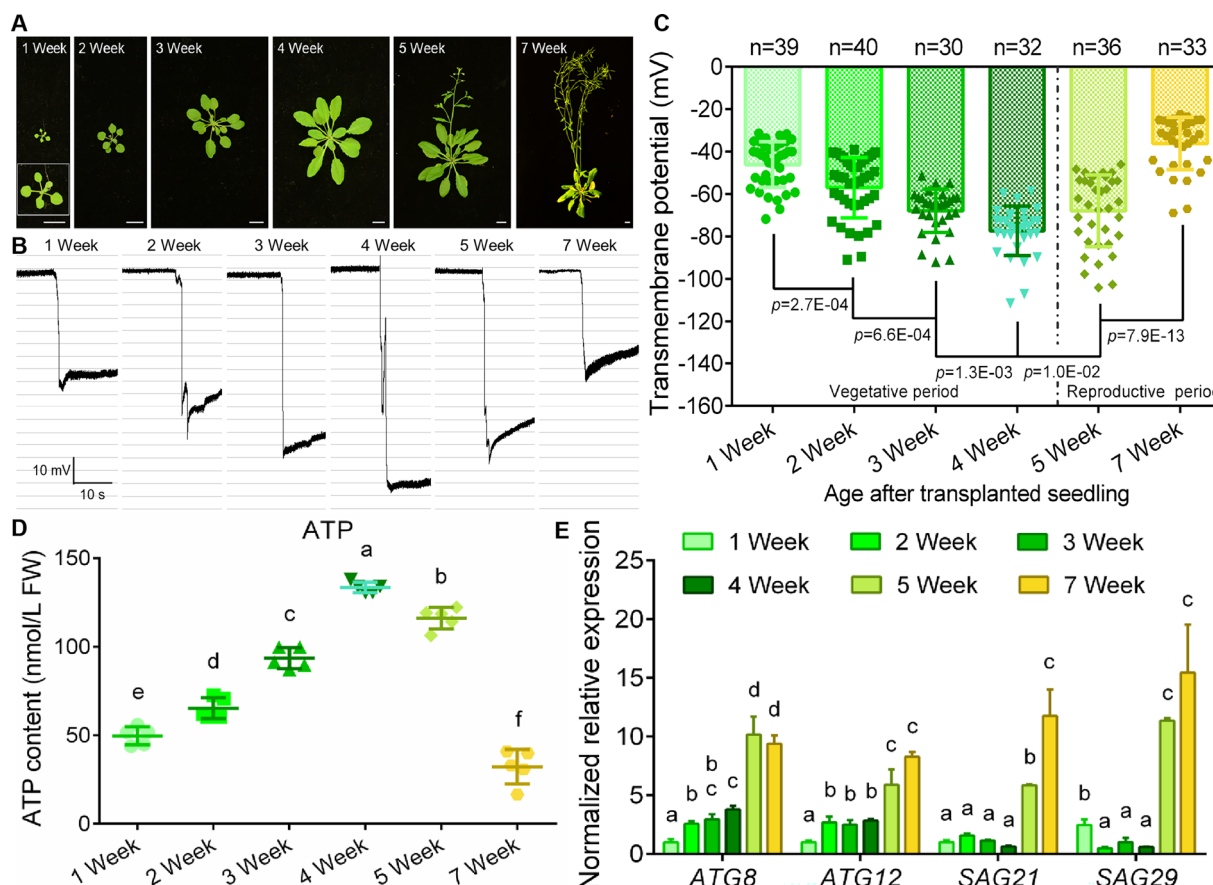 A
1 Week
2 Week
3 Week
4 Week
5 Week
7 Week
B
1 Week
2 Week
3 Week
4 Week
5 Week
7 Week
10 mV
10 s
C
n=39 n=40 n=30 n=32 n=36 n=33
Transmembrane potential (mV)
0
-20
-40
-60
-80
-100
-120
-140
-160
p=2.7E-04
p=6.6E-04
p=1.3E-03
p=1.0E-02
p=7.9E-13
Vegetative period
Reproductive period
1 Week
2 Week
3 Week
4 Week
5 Week
7 Week
Age after transplanted seedling
D
ATP
ATP content (nmol/L FW)
150
100
50
0
e
d
c
a
b
f
1 Week
2 Week
3 Week
4 Week
5 Week
7 Week
E
1 Week 2 Week 3 Week
4 Week 5 Week 7 Week
Normalized relative expression
25
20
15
10
5
0
a b b c c d d
a b b b c c
a a a a b c
b a a a c c
ATG8 ATG12 SAG21 SAG29